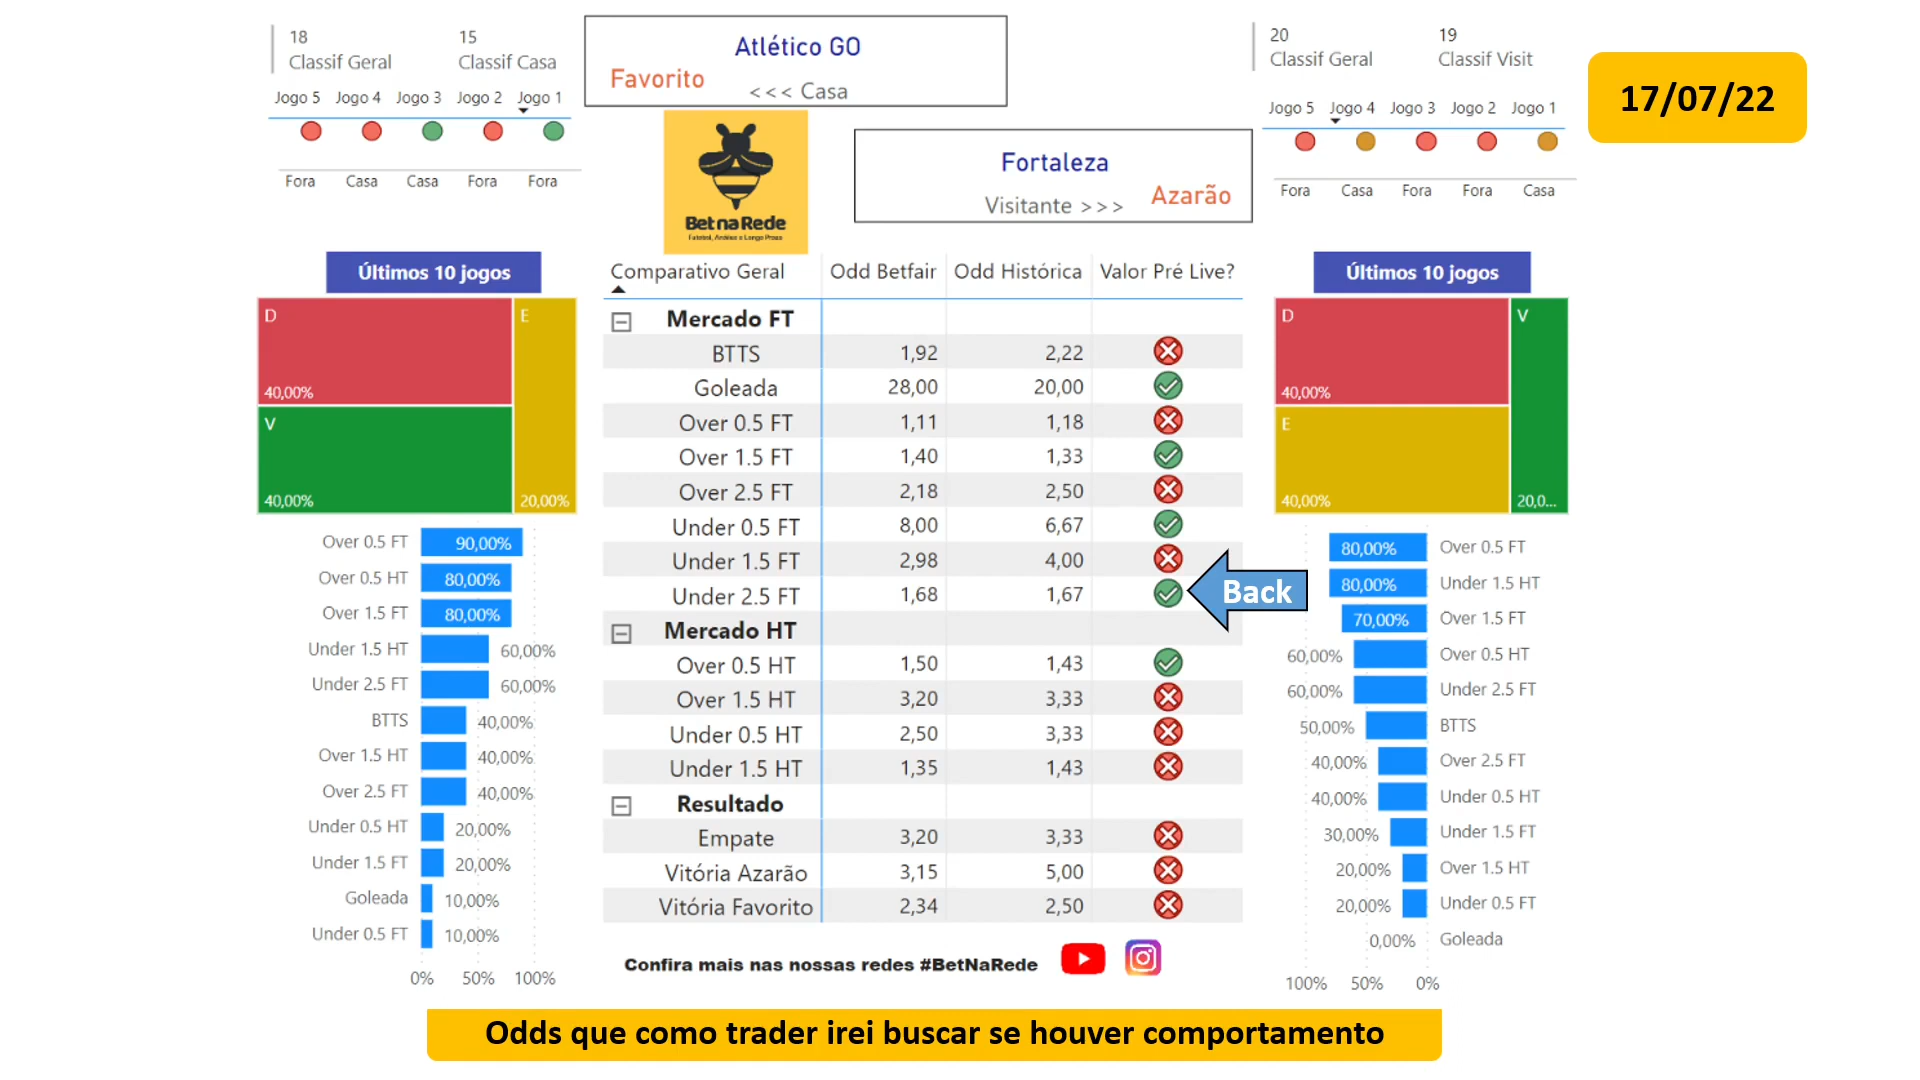 18
Classif Geral
15
Classif Casa
Jogo 5 Jogo 4 Jogo 3 Jogo 2 Jogo 1
Fora Casa Casa Fora Fora
Atlético GO
Favorito
<<< Casa
Fortaleza
Visitante >>>
Azarão
Bet na Rede
Futebol, Análise e Longo Prazo
20
Classif Geral
19
Classif Visit
Jogo 5 Jogo 4 Jogo 3 Jogo 2 Jogo 1
Fora Casa Fora Fora Casa
17/07/22
Últimos 10 jogos
D
40,00%
V
40,00%
E
20,00%
Over 0.5 FT 90,00%
Over 0.5 HT 80,00%
Over 1.5 FT 80,00%
Under 1.5 HT 60,00%
Under 2.5 FT 60,00%
BTTS 40,00%
Over 1.5 HT 40,00%
Over 2.5 FT 40,00%
Under 0.5 HT 20,00%
Under 1.5 FT 20,00%
Goleada 10,00%
Under 0.5 FT 10,00%
0% 50% 100%
Comparativo Geral Odd Betfair Odd Histórica Valor Pré Live?
Mercado FT
BTTS 1,92 2,22
Goleada 28,00 20,00
Over 0.5 FT 1,11 1,18
Over 1.5 FT 1,40 1,33
Over 2.5 FT 2,18 2,50
Under 0.5 FT 8,00 6,67
Under 1.5 FT 2,98 4,00
Under 2.5 FT 1,68 1,67
Back
Mercado HT
Over 0.5 HT 1,50 1,43
Over 1.5 HT 3,20 3,33
Under 0.5 HT 2,50 3,33
Under 1.5 HT 1,35 1,43
Resultado
Empate 3,20 3,33
Vitória Azarão 3,15 5,00
Vitória Favorito 2,34 2,50
Confira mais nas nossas redes #BetNaRede
Últimos 10 jogos
D
40,00%
E
40,00%
V
20,0...
80,00% Over 0.5 FT
80,00% Under 1.5 HT
70,00% Over 1.5 FT
60,00% Over 0.5 HT
60,00% Under 2.5 FT
50,00% BTTS
40,00% Over 2.5 FT
40,00% Under 0.5 HT
30,00% Under 1.5 FT
20,00% Over 1.5 HT
20,00% Under 0.5 FT
0,00% Goleada
100% 50% 0%
Odds que como trader irei buscar se houver comportamento